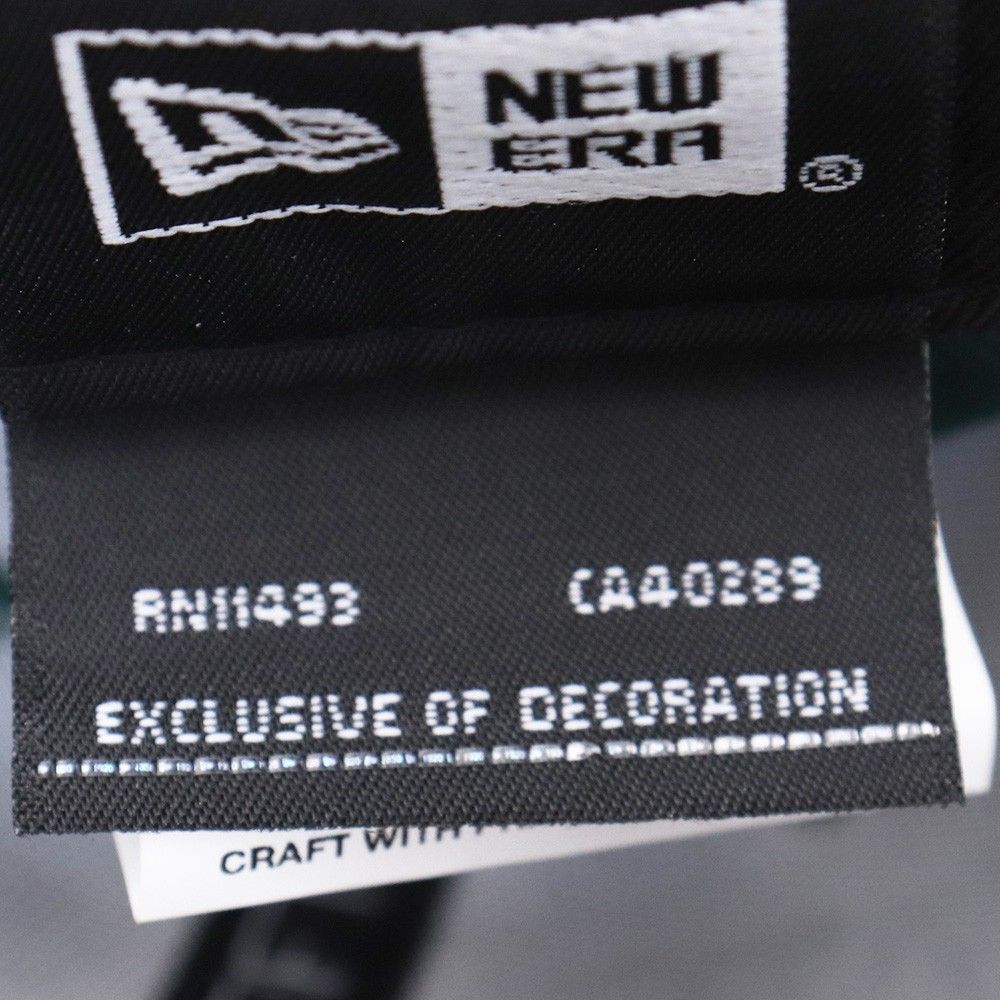 NEW
ERA
®
RN11493 CA40289
EXCLUSIVE OF DECORATION
CRAFT WITH